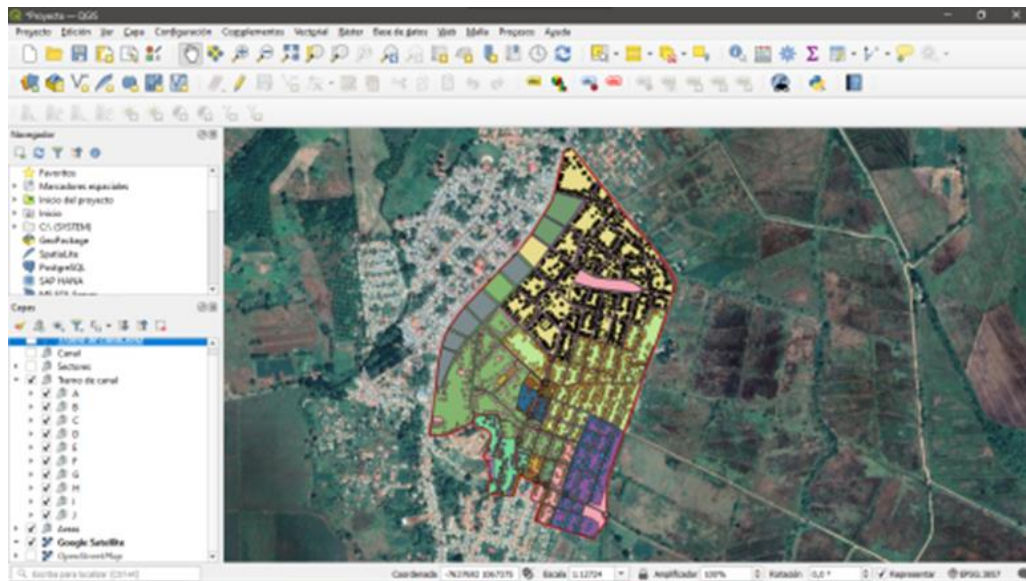 *Proyecto — QGIS
Proyecto Edición Ver Capa Configuración Complementos Vectorial Ráster Base de datos Web Malla Procesos Ayuda
Navegador
Favoritos
Marcadores espaciales
Inicio del proyecto
Inicio
C:\ (SYSTEM)
GeoPackage
SpatiaLite
PostgreSQL
SAP HANA
Capas
Canal
Sectores
Tramo de canal
A
B
C
D
E
F
G
H
I
J
Areas
Google Satellite
OpenStreetMap
Escriba para localizar (Ctrl+K)
Coordenada -7637692 1067375 Escala 1:12724 Amplificador 100% Rotación 0,0 ° Representar EPSG:3857